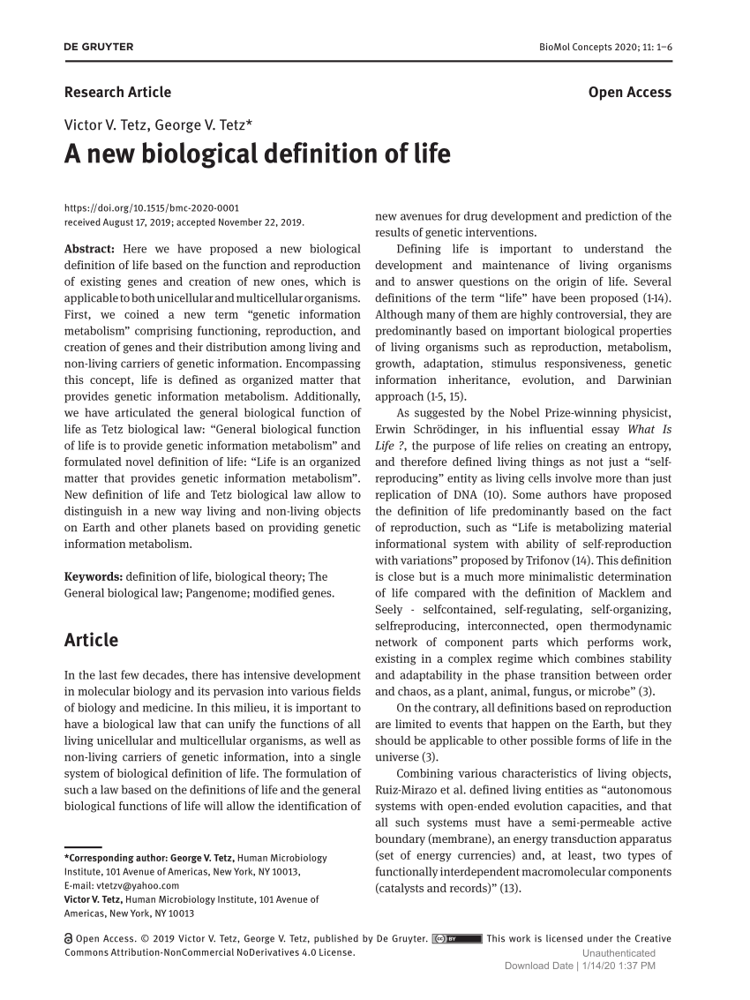 DE GRUYTER
BioMol Concepts 2020; 11: 1–6
Research Article
Open Access
Victor V. Tetz, George V. Tetz*
A new biological definition of life
https://doi.org/10.1515/bmc-2020-0001
received August 17, 2019; accepted November 22, 2019.
Abstract: Here we have proposed a new biological
definition of life based on the function and reproduction
of existing genes and creation of new ones, which is
applicable to both unicellular and multicellular organisms.
First, we coined a new term “genetic information
metabolism” comprising functioning, reproduction, and
creation of genes and their distribution among living and
non-living carriers of genetic information. Encompassing
this concept, life is defined as organized matter that
provides genetic information metabolism. Additionally,
we have articulated the general biological function of
life as Tetz biological law: “General biological function
of life is to provide genetic information metabolism” and
formulated novel definition of life: “Life is an organized
matter that provides genetic information metabolism”.
New definition of life and Tetz biological law allow to
distinguish in a new way living and non-living objects
on Earth and other planets based on providing genetic
information metabolism.
Keywords: definition of life, biological theory; The
General biological law; Pangenome; modified genes.
Article
In the last few decades, there has intensive development
in molecular biology and its pervasion into various fields
of biology and medicine. In this milieu, it is important to
have a biological law that can unify the functions of all
living unicellular and multicellular organisms, as well as
non-living carriers of genetic information, into a single
system of biological definition of life. The formulation of
such a law based on the definitions of life and the general
biological functions of life will allow the identification of
*Corresponding author: George V. Tetz, Human Microbiology
Institute, 101 Avenue of Americas, New York, NY 10013,
E-mail: vtetzv@yahoo.com
Victor V. Tetz, Human Microbiology Institute, 101 Avenue of
Americas, New York, NY 10013
new avenues for drug development and prediction of the
results of genetic interventions.
Defining life is important to understand the
development and maintenance of living organisms
and to answer questions on the origin of life. Several
definitions of the term “life” have been proposed (1-14).
Although many of them are highly controversial, they are
predominantly based on important biological properties
of living organisms such as reproduction, metabolism,
growth, adaptation, stimulus responsiveness, genetic
information inheritance, evolution, and Darwinian
approach (1-5, 15).
As suggested by the Nobel Prize-winning physicist,
Erwin Schrödinger, in his influential essay What Is
Life ?, the purpose of life relies on creating an entropy,
and therefore defined living things as not just a “self-
reproducing” entity as living cells involve more than just
replication of DNA (10). Some authors have proposed
the definition of life predominantly based on the fact
of reproduction, such as “Life is metabolizing material
informational system with ability of self-reproduction
with variations” proposed by Trifonov (14). This definition
is close but is a much more minimalistic determination
of life compared with the definition of Macklem and
Seely - selfcontained, self-regulating, self-organizing,
selfreproducing, interconnected, open thermodynamic
network of component parts which performs work,
existing in a complex regime which combines stability
and adaptability in the phase transition between order
and chaos, as a plant, animal, fungus, or microbe” (3).
On the contrary, all definitions based on reproduction
are limited to events that happen on the Earth, but they
should be applicable to other possible forms of life in the
universe (3).
Combining various characteristics of living objects,
Ruiz-Mirazo et al. defined living entities as “autonomous
systems with open-ended evolution capacities, and that
all such systems must have a semi-permeable active
boundary (membrane), an energy transduction apparatus
(set of energy currencies) and, at least, two types of
functionally interdependent macromolecular components
(catalysts and records)” (13).
Open Access. © 2019 Victor V. Tetz, George V. Tetz, published by De Gruyter. (cc) BY This work is licensed under the Creative
Commons Attribution-NonCommercial NoDerivatives 4.0 License.
Unauthenticated
Download Date | 1/14/20 1:37 PM